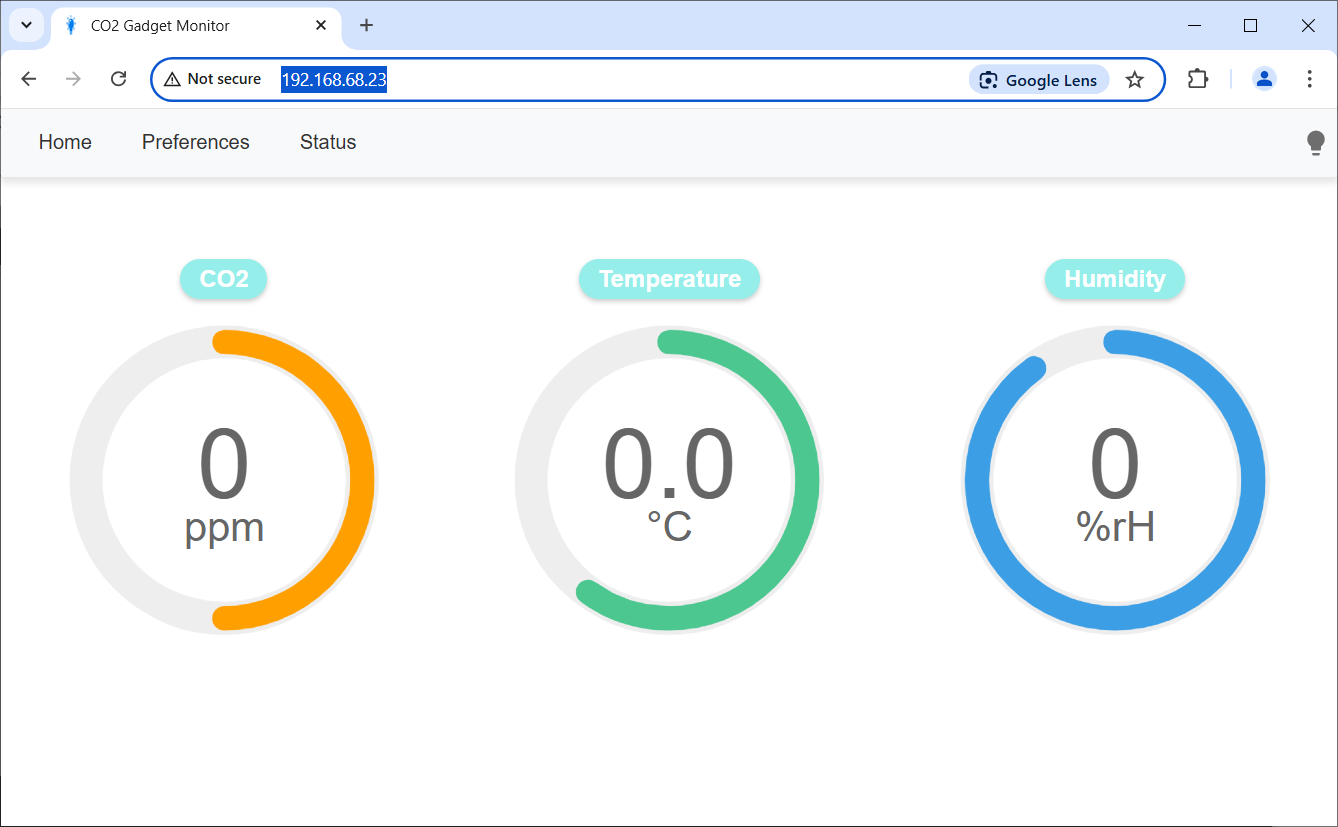 CO2 Gadget Monitor
Not secure 192.168.68.23 Google Lens
Home Preferences Status
CO2 Temperature Humidity
0 0.0 0
ppm °C %rH